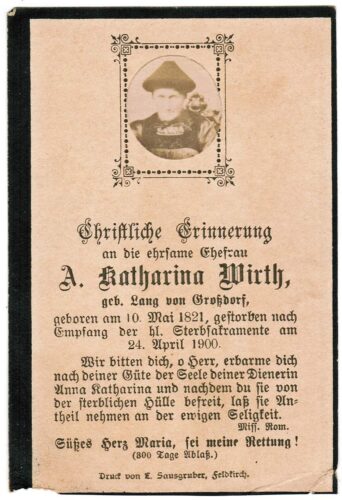 Christliche Erinnerung
an die ehrsame Ehefrau
A. Katharina Wirth,
geb. Lang von Großdorf,
geboren am 10. Mai 1821, gestorben nach
Empfang der hl. Sterbsakramente am
24. April 1900.
Wir bitten dich, o Herr, erbarme dich
nach deiner Güte der Seele deiner Dienerin
Anna Katharina und nachdem du sie von
der sterblichen Hülle befreit, laß sie An-
theil nehmen an der ewigen Seligkeit.
Miss. Rom.
Süßes Herz Maria, sei meine Rettung!
(300 Tage Ablaß.)
Druck von L. Sausgruber, Feldkirch.